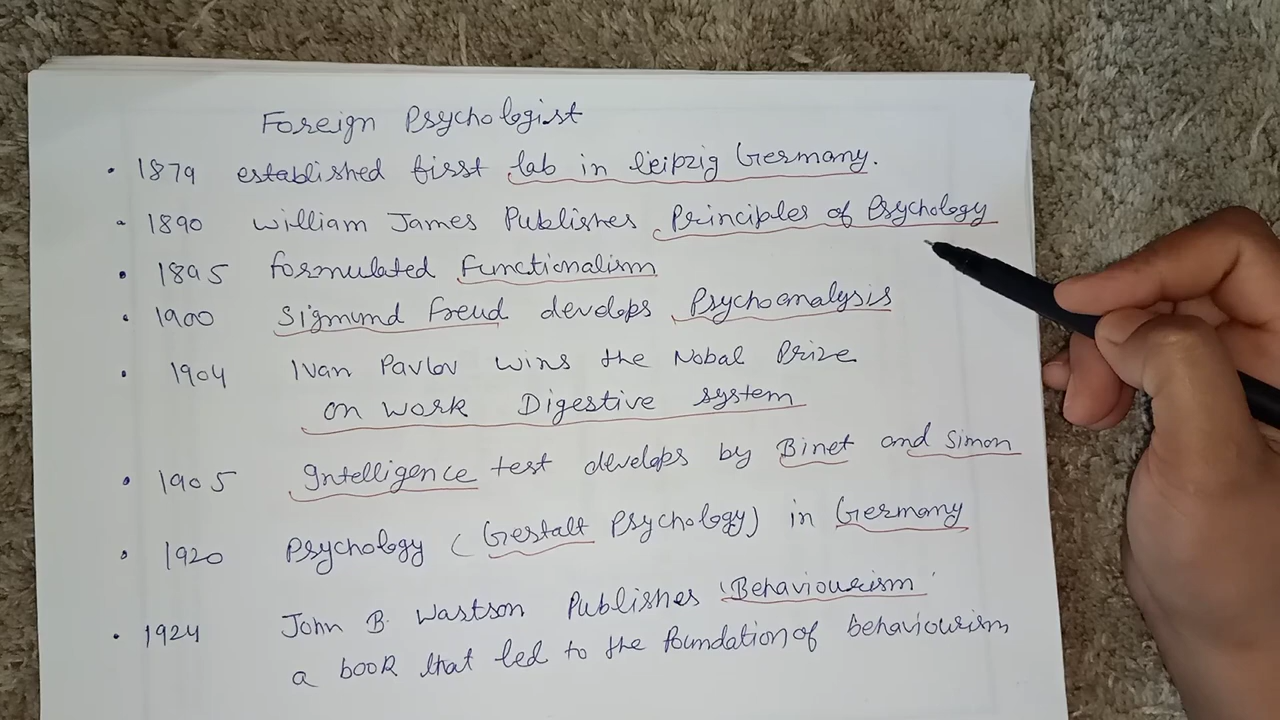 Foreign Psychologist
• 1879 established first lab in leipzig Germany.
• 1890 William James Publishes Principles of Psychology
• 1895 formulated Functionalism
• 1900 Sigmund Freud develops Psychoanalysis
• 1904 Ivan Pavlov wins the Nobal Prize
on work Digestive system
• 1905 Intelligence test develops by Binet and Simon
• 1920 Psychology (Gestalt Psychology) in Germany
• 1924 John B. Wastson Publishes 'Behaviourism'
a book that led to the foundation of behaviourism